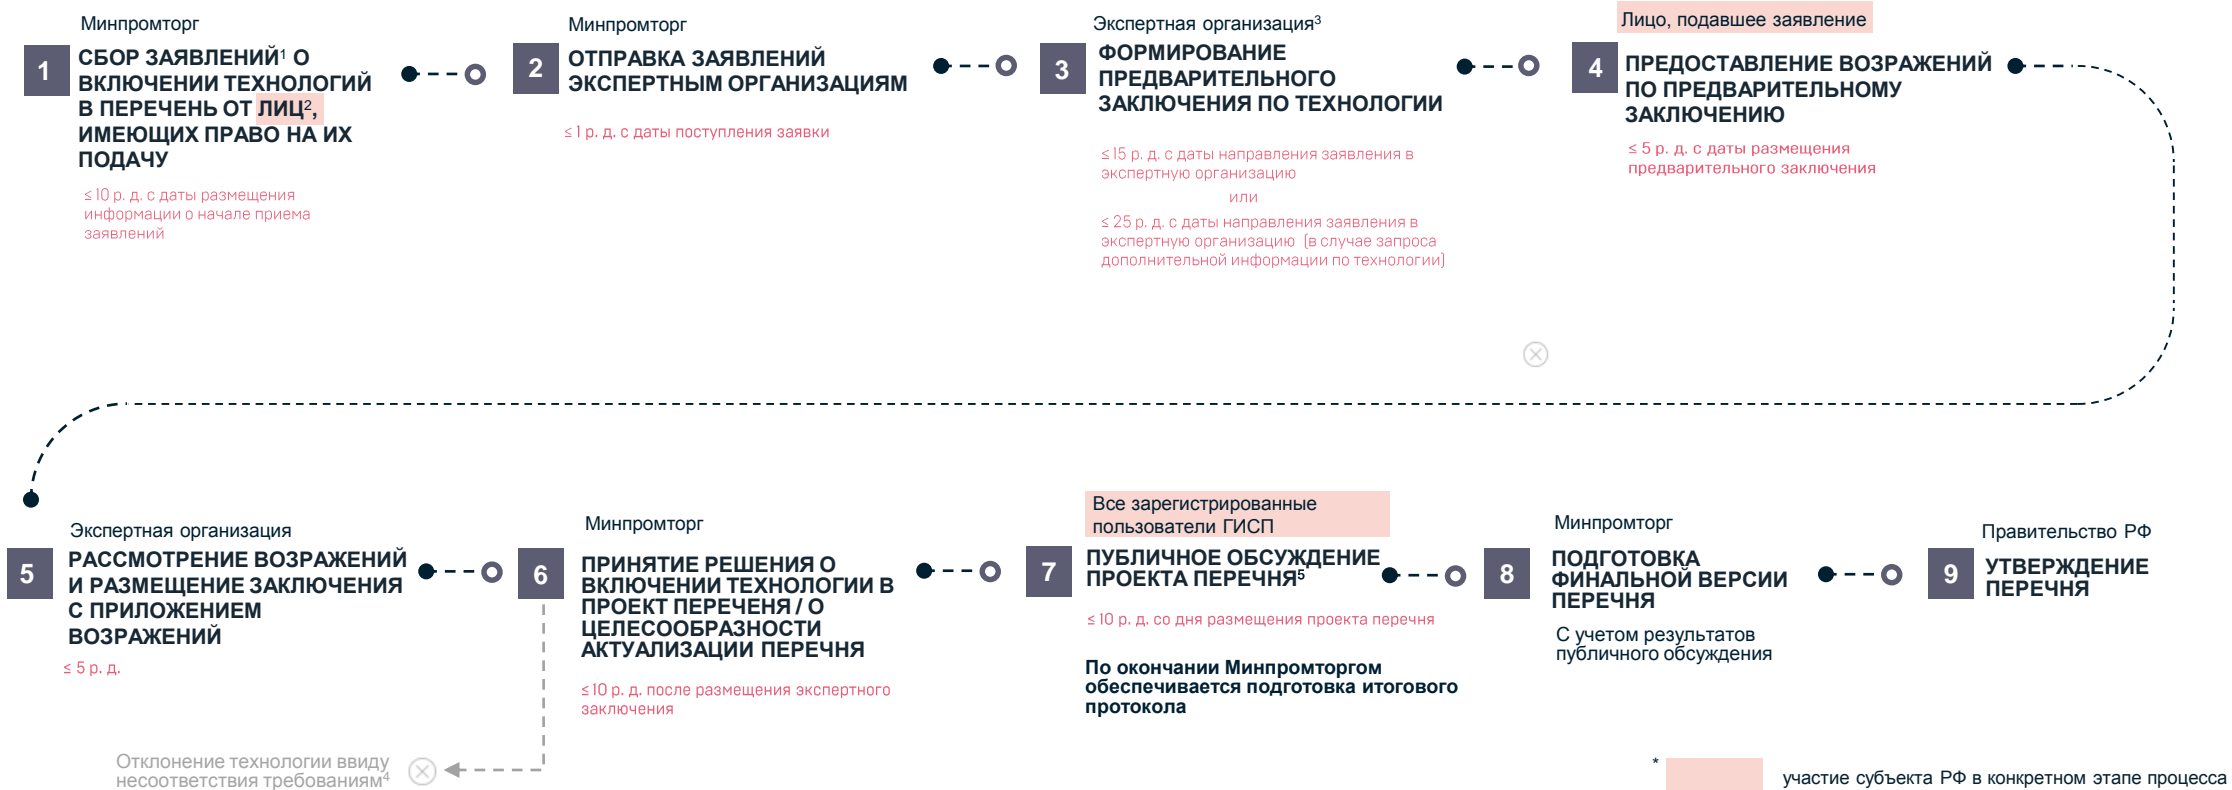 Минпромторг
1
СБОР ЗАЯВЛЕНИЙ¹ О
ВКЛЮЧЕНИИ ТЕХНОЛОГИЙ
В ПЕРЕЧЕНЬ ОТ ЛИЦ²,
ИМЕЮЩИХ ПРАВО НА ИХ
ПОДАЧУ
≤ 10 р. д. с даты размещения
информации о начале приема
заявлений
Минпромторг
2
ОТПРАВКА ЗАЯВЛЕНИЙ
ЭКСПЕРТНЫМ ОРГАНИЗАЦИЯМ
≤ 1 р. д. с даты поступления заявки
Экспертная организация³
3
ФОРМИРОВАНИЕ
ПРЕДВАРИТЕЛЬНОГО
ЗАКЛЮЧЕНИЯ ПО ТЕХНОЛОГИИ
≤ 15 р. д. с даты направления заявления в
экспертную организацию
или
≤ 25 р. д. с даты направления заявления в
экспертную организацию (в случае запроса
дополнительной информации по технологии)
Лицо, подавшее заявление
4
ПРЕДОСТАВЛЕНИЕ ВОЗРАЖЕНИЙ
ПО ПРЕДВАРИТЕЛЬНОМУ
ЗАКЛЮЧЕНИЮ
≤ 5 р. д. с даты размещения
предварительного заключения
Экспертная организация
5
РАССМОТРЕНИЕ ВОЗРАЖЕНИЙ
И РАЗМЕЩЕНИЕ ЗАКЛЮЧЕНИЯ
С ПРИЛОЖЕНИЕМ
ВОЗРАЖЕНИЙ
≤ 5 р. д.
Минпромторг
6
ПРИНЯТИЕ РЕШЕНИЯ О
ВКЛЮЧЕНИИ ТЕХНОЛОГИИ В
ПРОЕКТ ПЕРЕЧЕНЯ / О
ЦЕЛЕСООБРАЗНОСТИ
АКТУАЛИЗАЦИИ ПЕРЕЧНЯ
≤ 10 р. д. после размещения экспертного
заключения
Отклонение технологии ввиду
несоответствия требованиям⁴
Все зарегистрированные
пользователи ГИСП
7
ПУБЛИЧНОЕ ОБСУЖДЕНИЕ
ПРОЕКТА ПЕРЕЧНЯ⁵
≤ 10 р. д. со дня размещения проекта перечня
По окончании Минпромторгом
обеспечивается подготовка итогового
протокола
Минпромторг
8
ПОДГОТОВКА
ФИНАЛЬНОЙ ВЕРСИИ
ПЕРЕЧНЯ
С учетом результатов
публичного обсуждения
Правительство РФ
9
УТВЕРЖДЕНИЕ
ПЕРЕЧНЯ
* участие субъекта РФ в конкретном этапе процесса